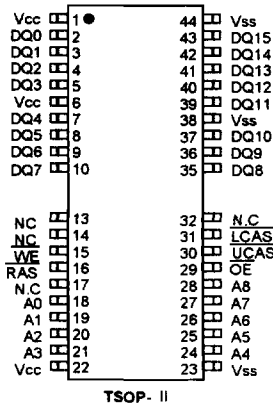 Vcc 1 44 Vss
DQ0 2 43 DQ15
DQ1 3 42 DQ14
DQ2 4 41 DQ13
DQ3 5 40 DQ12
Vcc 6 39 DQ11
DQ4 7 38 Vss
DQ5 8 37 DQ10
DQ6 9 36 DQ9
DQ7 10 35 DQ8
NC 13 32 N.C
NC 14 31 LCAS
WE 15 30 UCAS
RAS 16 29 OE
N.C 17 28 A8
A0 18 27 A7
A1 19 26 A6
A2 20 25 A5
A3 21 24 A4
Vcc 22 23 Vss
TSOP- II